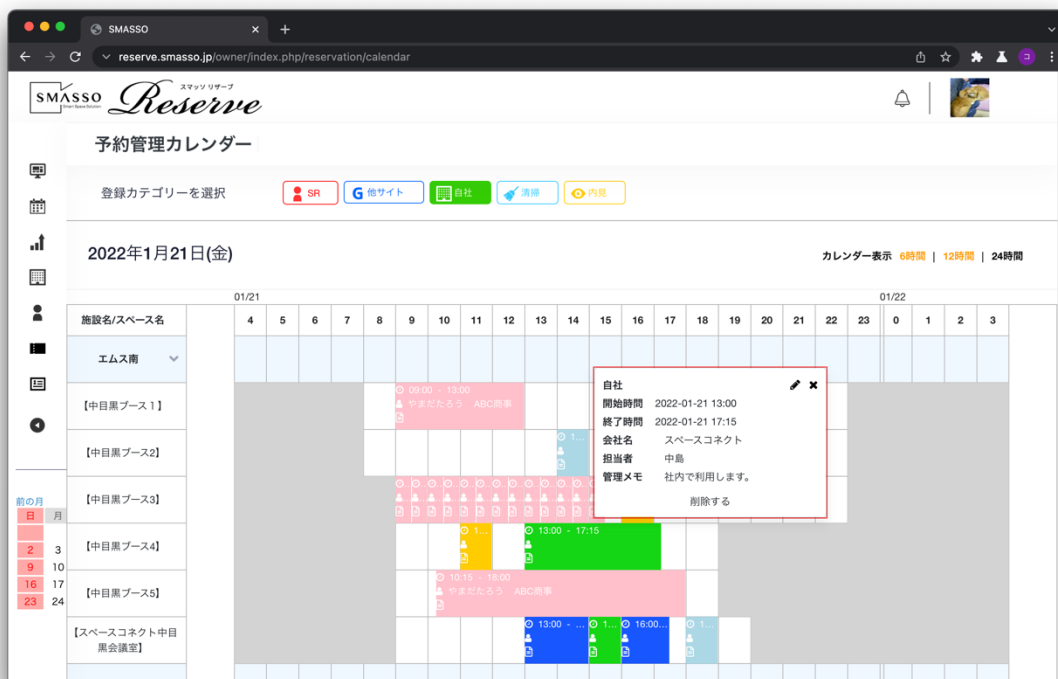 SMASSO
reserve.smasso.jp/owner/index.php/reservation/calendar
コ
SMASSO
Smart Space Solution
スマッソ リザーブ
Reserve
予約管理カレンダー
登録カテゴリーを選択
SR
G 他サイト
自社
清掃
内見
2022年1月21日(金)
カレンダー表示 6時間 | 12時間 | 24時間
01/21 01/22
施設名/スペース名 4 5 6 7 8 9 10 11 12 13 14 15 16 17 18 19 20 21 22 23 0 1 2 3
エムス南
【中目黒ブース１】
09:00 - 13:00
やまだたろう ABC商事
【中目黒ブース2】
1...
【中目黒ブース3】
【中目黒ブース4】
1...
13:00 - 17:15
【中目黒ブース5】
10:15 - 18:00
やまだたろう ABC商事
【スペースコネクト中目
黒会議室】
13:00 - ...
1...
16:00...
1...
自社
開始時間 2022-01-21 13:00
終了時間 2022-01-21 17:15
会社名 スペースコネクト
担当者 中島
管理メモ 社内で利用します。
削除する
前の月
日 月
2 3
9 10
16 17
23 24